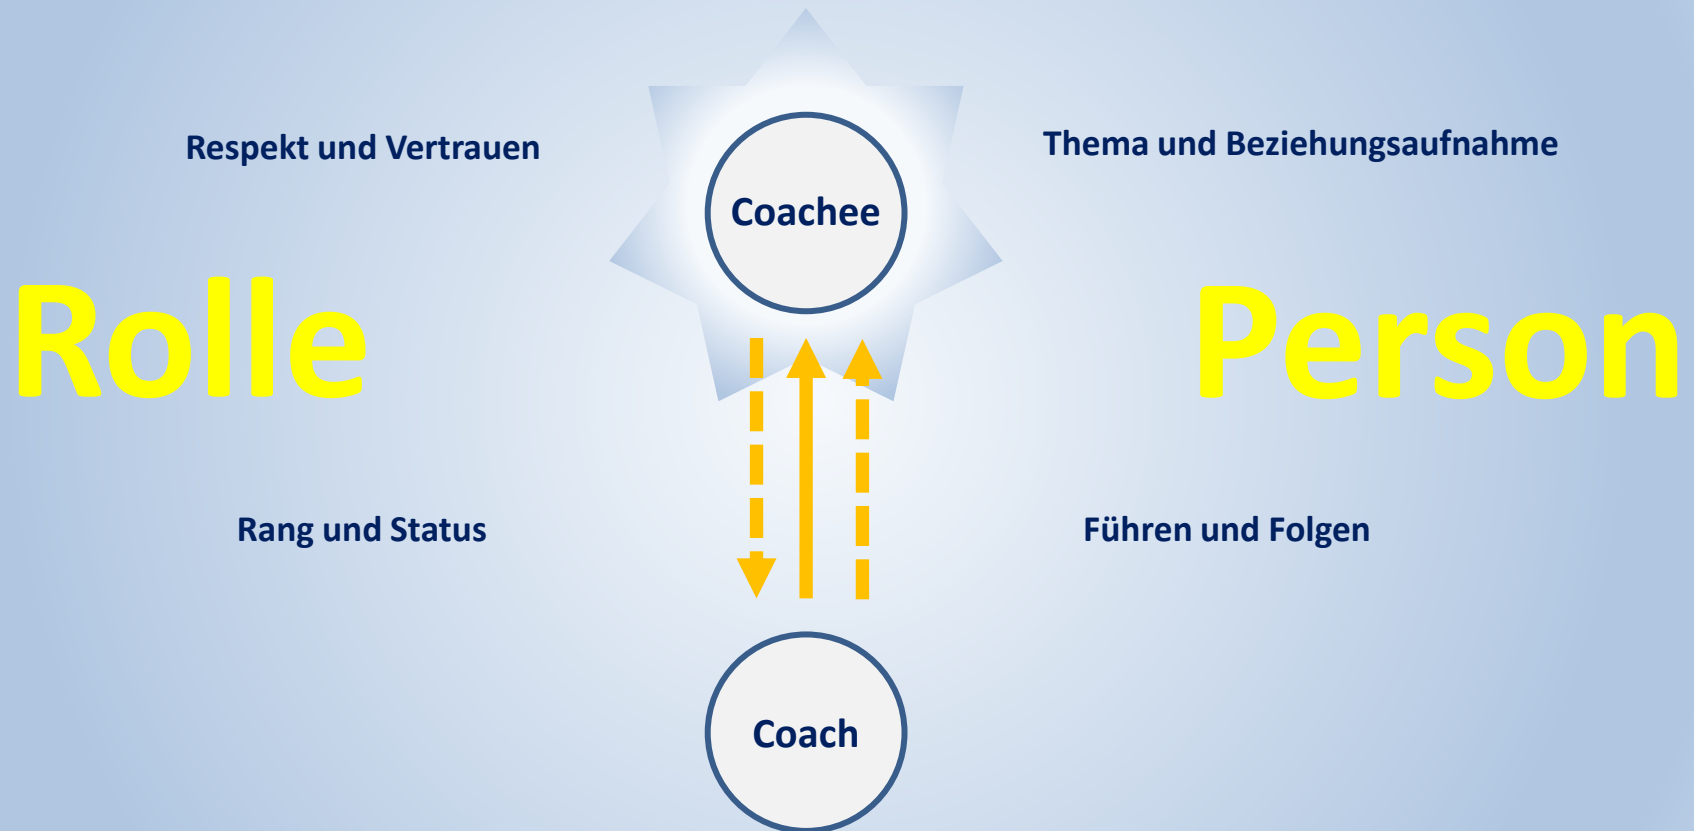 Respekt und Vertrauen
Thema und Beziehungsaufnahme
Coachee
Rolle
Person
Rang und Status
Führen und Folgen
Coach